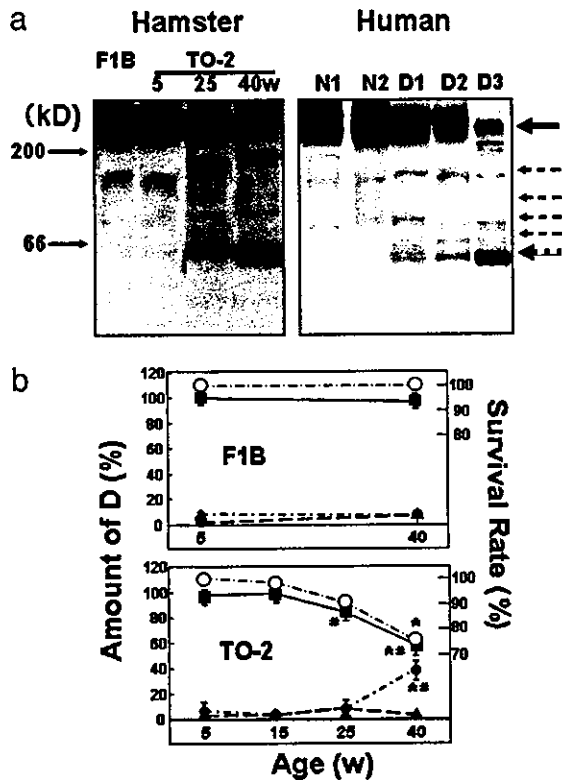 a
Hamster Human
F1B TO-2
5 25 40w N1 N2 D1 D2 D3
(kD)
200
66
b
120
100
80
60
40
20
0
100
90
80
F1B
5 40
120
100
80
60
40
20
0
100
90
80
70
TO-2
#
*
*#
*#
5 15 25 40
Amount of D (%)
Survival Rate (%)
Age (w)